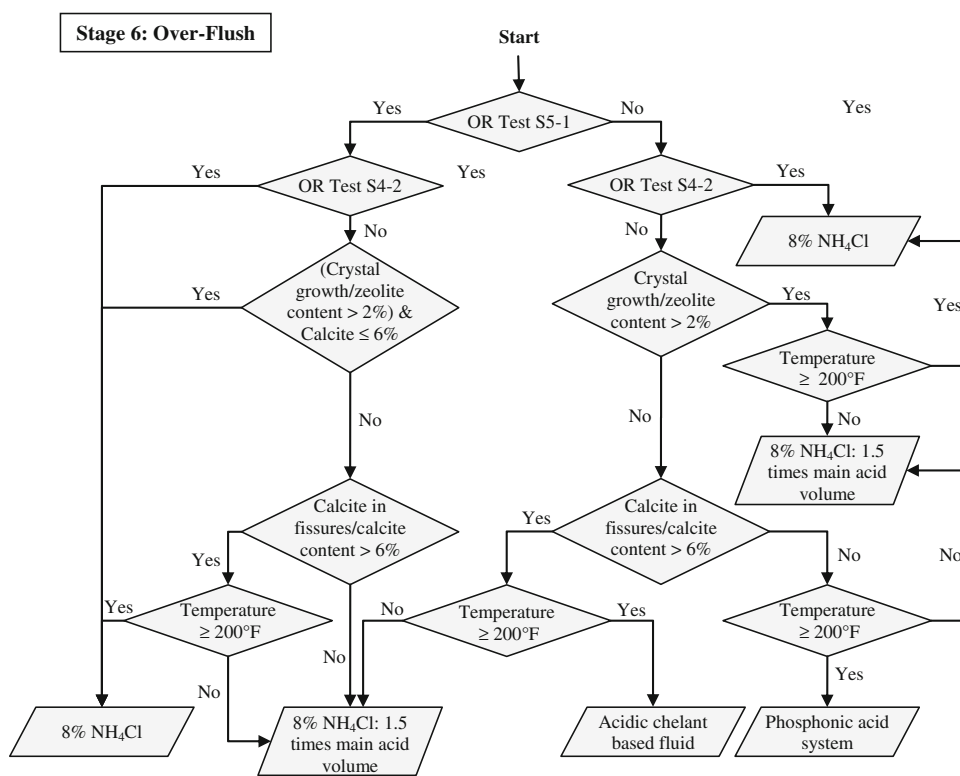 Stage 6: Over-Flush
Start
Yes
No
Yes
OR Test S5-1
Yes
Yes
Yes
OR Test S4-2
OR Test S4-2
No
No
8% NH₄Cl
(Crystal
growth/zeolite
content > 2%) &
Calcite ≤ 6%
Yes
Crystal
growth/zeolite
content > 2%
Yes
Yes
Temperature
≥ 200°F
No
No
No
8% NH₄Cl: 1.5
times main acid
volume
Calcite in
fissures/calcite
content > 6%
Calcite in
fissures/calcite
content > 6%
Yes
Yes
No
No
Yes
Temperature
≥ 200°F
No
Temperature
≥ 200°F
Yes
Temperature
≥ 200°F
No
No
Yes
8% NH₄Cl
8% NH₄Cl: 1.5
times main acid
volume
Acidic chelant
based fluid
Phosphonic acid
system